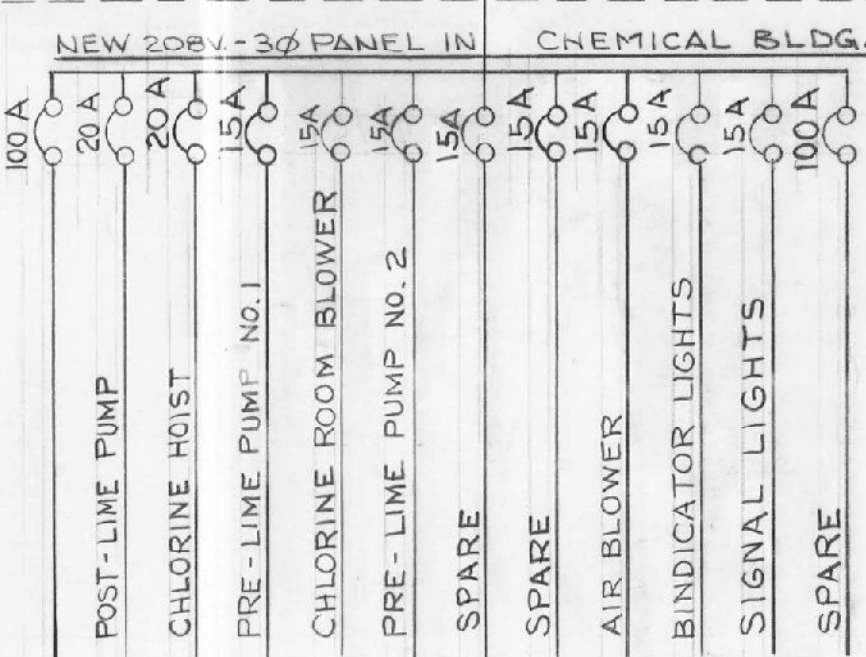 NEW 208V.-3Ø PANEL IN CHEMICAL BLDG.
100 A
20 A
POST-LIME PUMP
20 A
CHLORINE HOIST
15 A
PRE-LIME PUMP NO. 1
15A
CHLORINE ROOM BLOWER
15A
PRE-LIME PUMP NO. 2
15A
SPARE
15A
SPARE
15A
AIR BLOWER
15A
BINDICATOR LIGHTS
15A
SIGNAL LIGHTS
100A
SPARE